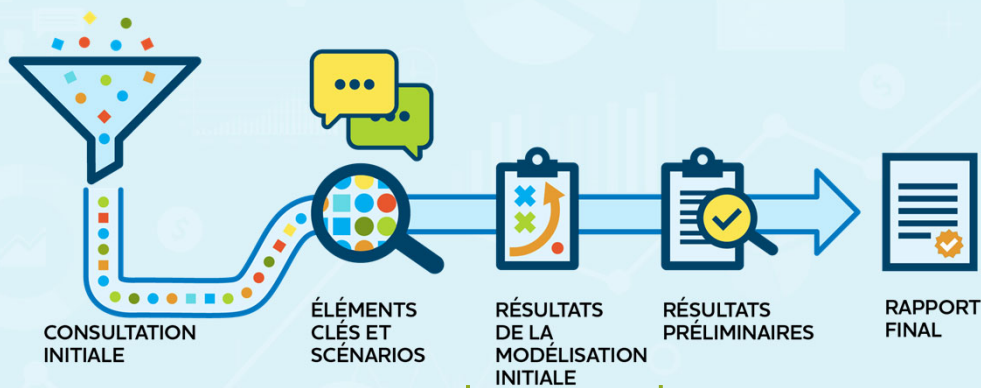 CONSULTATION
INITIALE
ÉLÉMENTS
CLÉS ET
SCÉNARIOS
RÉSULTATS
DE LA
MODÉLISATION
INITIALE
RÉSULTATS
PRÉLIMINAIRES
RAPPORT
FINAL